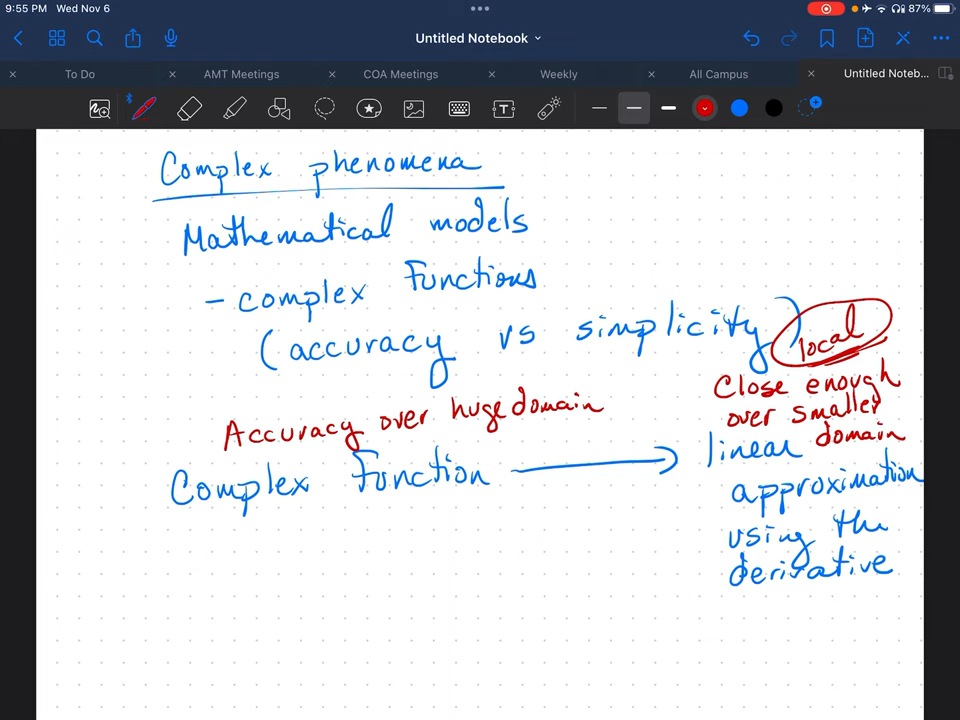 9:55 PM Wed Nov 6
87%
Untitled Notebook
To Do
AMT Meetings
COA Meetings
Weekly
All Campus
Untitled Noteb...
Complex phenomena
Mathematical models
- complex Functions
(accuracy vs simplicity)
local
Close enough
over smaller
domain
Accuracy over huge domain
Complex Function → linear
approximation
using the
derivative